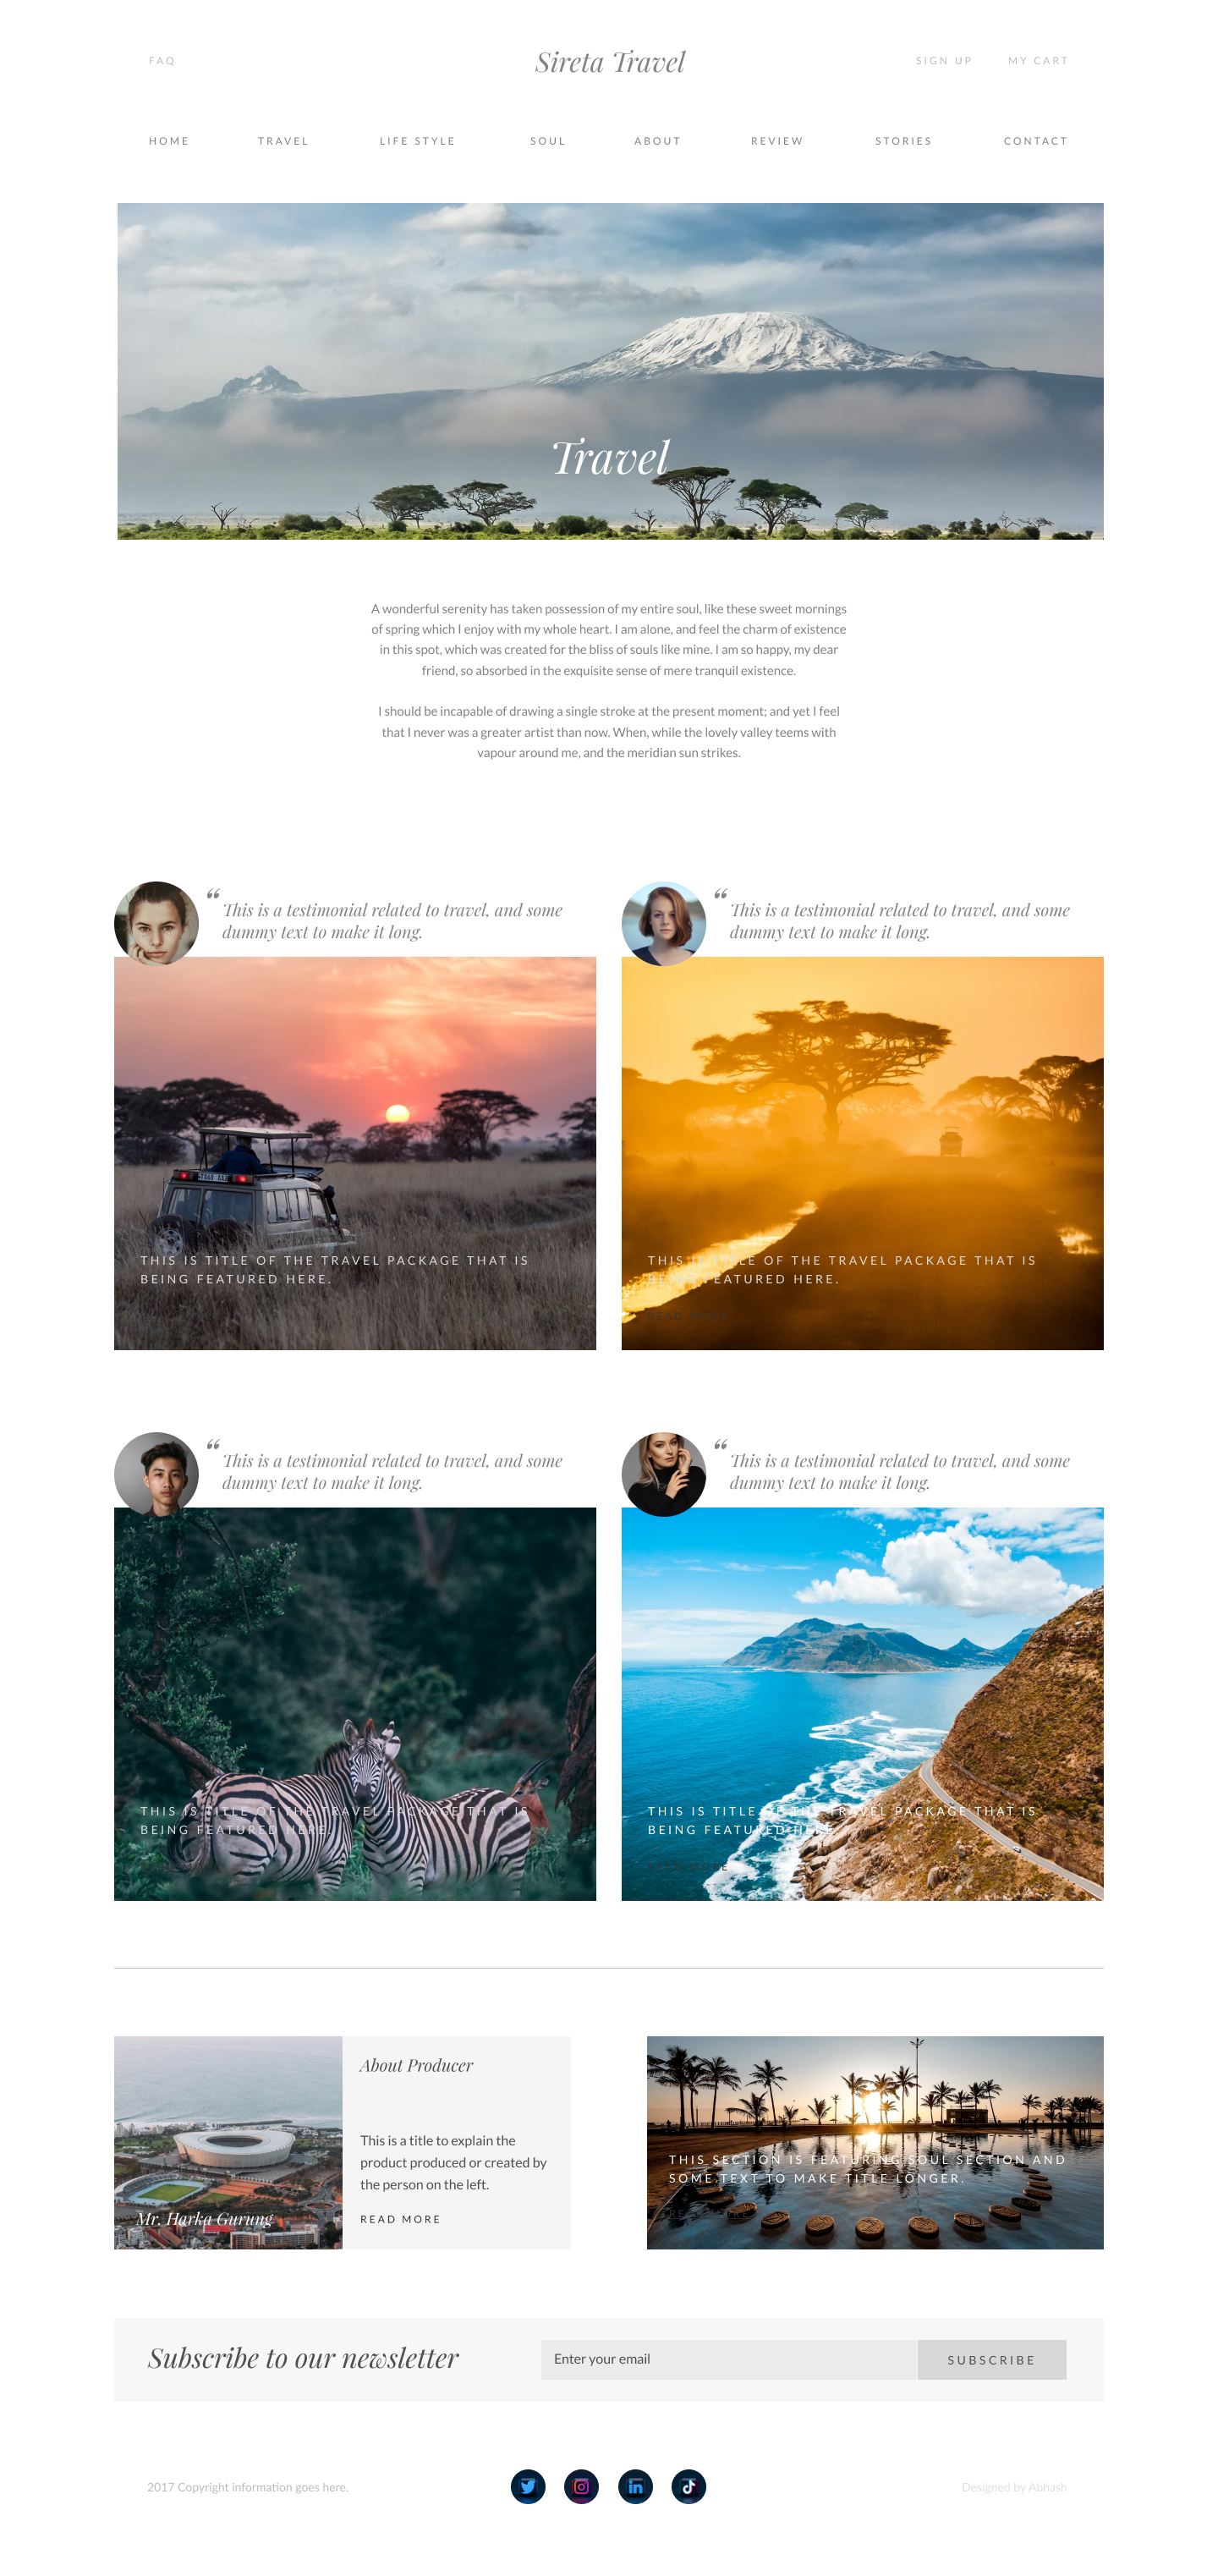 FAQ
Sireta Travel
SIGN UP
MY CART
HOME
TRAVEL
LIFE STYLE
SOUL
ABOUT
REVIEW
STORIES
CONTACT
Travel
A wonderful serenity has taken possession of my entire soul, like these sweet mornings
of spring which I enjoy with my whole heart. I am alone, and feel the charm of existence
in this spot, which was created for the bliss of souls like mine. I am so happy, my dear
friend, so absorbed in the exquisite sense of mere tranquil existence.
I should be incapable of drawing a single stroke at the present moment; and yet I feel
that I never was a greater artist than now. When, while the lovely valley teems with
vapour around me, and the meridian sun strikes.
“ This is a testimonial related to travel, and some
dummy text to make it long.
THIS IS TITLE OF THE TRAVEL PACKAGE THAT IS
BEING FEATURED HERE.
“ This is a testimonial related to travel, and some
dummy text to make it long.
THIS IS TITLE OF THE TRAVEL PACKAGE THAT IS
BEING FEATURED HERE.
READ MORE
“ This is a testimonial related to travel, and some
dummy text to make it long.
THIS IS TITLE OF THE TRAVEL PACKAGE THAT IS
BEING FEATURED HERE.
“ This is a testimonial related to travel, and some
dummy text to make it long.
THIS IS TITLE OF THE TRAVEL PACKAGE THAT IS
BEING FEATURED HERE.
READ MORE
Mr. Harka Gurung
About Producer
This is a title to explain the
product produced or created by
the person on the left.
READ MORE
THIS SECTION IS FEATURING SOUL SECTION AND
SOME TEXT TO MAKE TITLE LONGER.
READ MORE
Subscribe to our newsletter
Enter your email
SUBSCRIBE
2017 Copyright information goes here.
Designed by Abhash